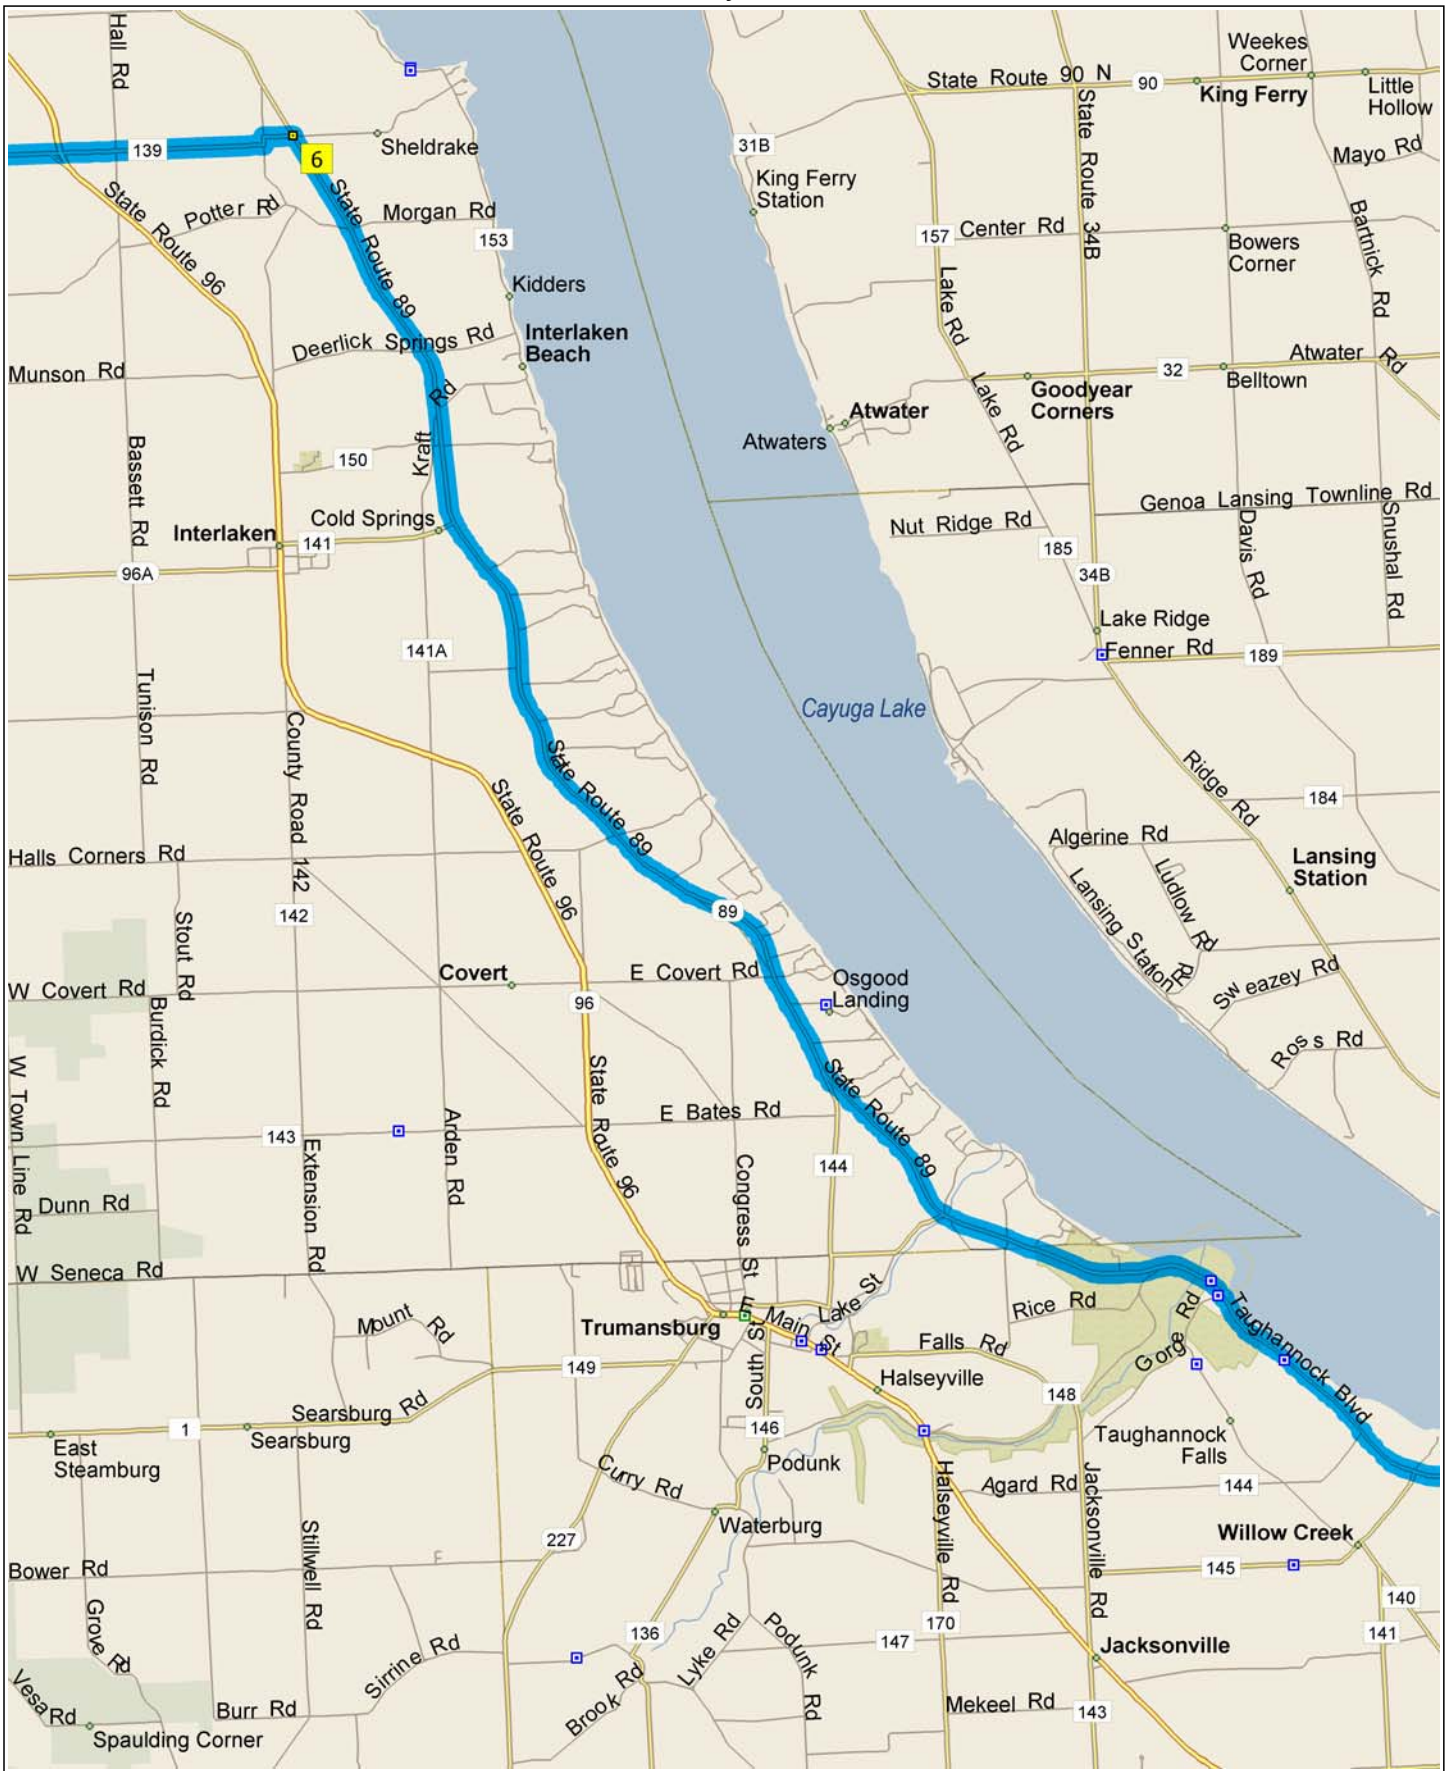 Hall Rd
Weekes
Corner
State Route 90 N
90
King Ferry
Little
Hollow
State Route 34B
139
6
Sheldrake
31B
Mayo Rd
King Ferry
Station
State Route 96
Potter Rd
State Route 89
Morgan Rd
153
157
Center Rd
Bowers
Corner
Bartnick Rd
Kidders
Lake Rd
Deerlick Springs Rd
Interlaken
Beach
Munson Rd
Atwater Rd
32
Belltown
Goodyear
Corners
Lake Rd
Rd
Kraft
Atwater
Atwaters
Bassett Rd
150
Genoa Lansing Townline Rd
Interlaken
141
Cold Springs
Nut Ridge Rd
Davis Rd
Snushal Rd
185
96A
34B
Lake Ridge
141A
Fenner Rd
189
Tunison Rd
Cayuga Lake
County Road 142
State Route 89
State Route 96
Ridge Rd
184
Algerine Rd
Halls Corners Rd
Ludlow Rd
Lansing
Station
Lansing Station Rd
142
89
Stout Rd
Covert
E Covert Rd
Osgood
Landing
W Covert Rd
Burdick Rd
96
Sweazey Rd
Ross Rd
W Town Line Rd
State Route 96
State Route 89
143
Extension Rd
Arden Rd
E Bates Rd
Congress St
144
Dunn Rd
W Seneca Rd
Mount Rd
Trumansburg
E Main St
Lake St
Rice Rd
Gorge Rd
Taughannock Blvd
South St
Falls Rd
149
Halseyville
148
Searsburg Rd
1
Searsburg
East
Steamburg
146
Podunk
Taughannock
Falls
Curry Rd
Halseyville Rd
Agard Rd
Jacksonville Rd
144
Waterburg
Willow Creek
227
Stillwell Rd
Bower Rd
145
Grove Rd
140
136
Lyke Rd
Podunk Rd
147
170
141
Jacksonville
Sirrine Rd
Vesa Rd
Burr Rd
Brook Rd
Mekeel Rd
143
Spaulding Corner